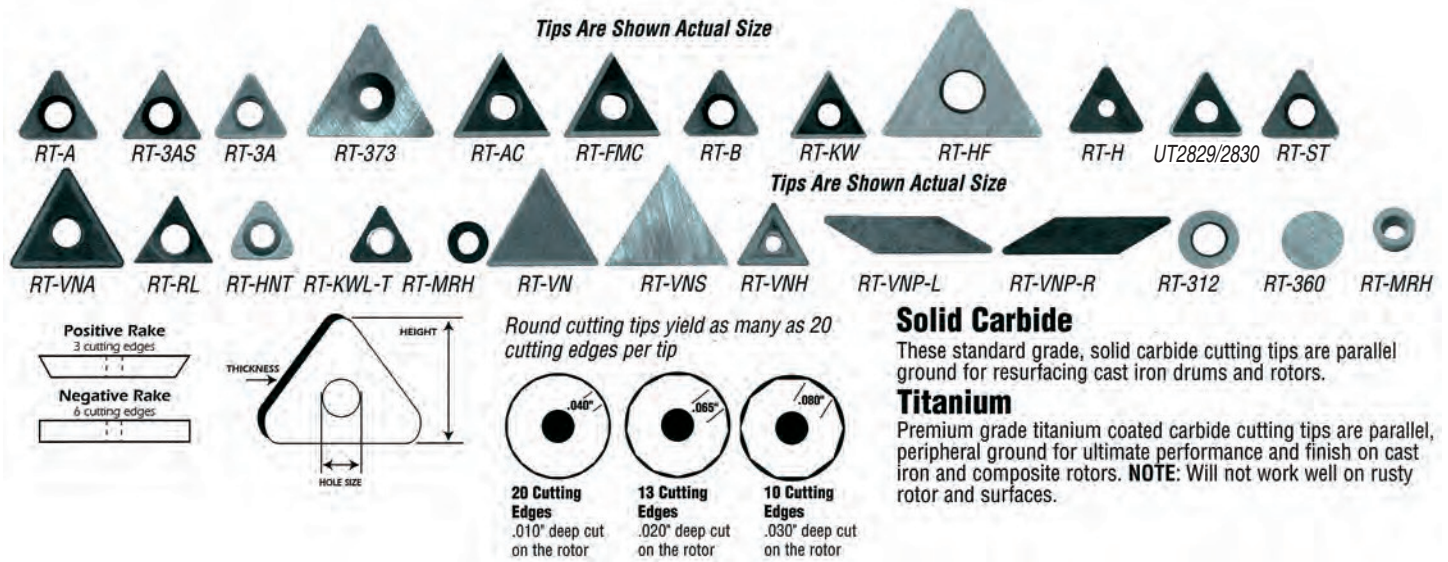 Tips Are Shown Actual Size
RT-A RT-3AS RT-3A RT-373 RT-AC RT-FMC RT-B RT-KW RT-HF RT-H UT2829/2830 RT-ST
Tips Are Shown Actual Size
RT-VNA RT-RL RT-HNT RT-KWL-T RT-MRH RT-VN RT-VNS RT-VNH RT-VNP-L RT-VNP-R RT-312 RT-360 RT-MRH
Positive Rake
3 cutting edges
Negative Rake
6 cutting edges
HEIGHT
THICKNESS
HOLE SIZE
Round cutting tips yield as many as 20
cutting edges per tip
.040"
.065"
.080"
20 Cutting
Edges
.010" deep cut
on the rotor
13 Cutting
Edges
.020" deep cut
on the rotor
10 Cutting
Edges
.030" deep cut
on the rotor
Solid Carbide
These standard grade, solid carbide cutting tips are parallel
ground for resurfacing cast iron drums and rotors.
Titanium
Premium grade titanium coated carbide cutting tips are parallel,
peripheral ground for ultimate performance and finish on cast
iron and composite rotors. NOTE: Will not work well on rusty
rotor and surfaces.